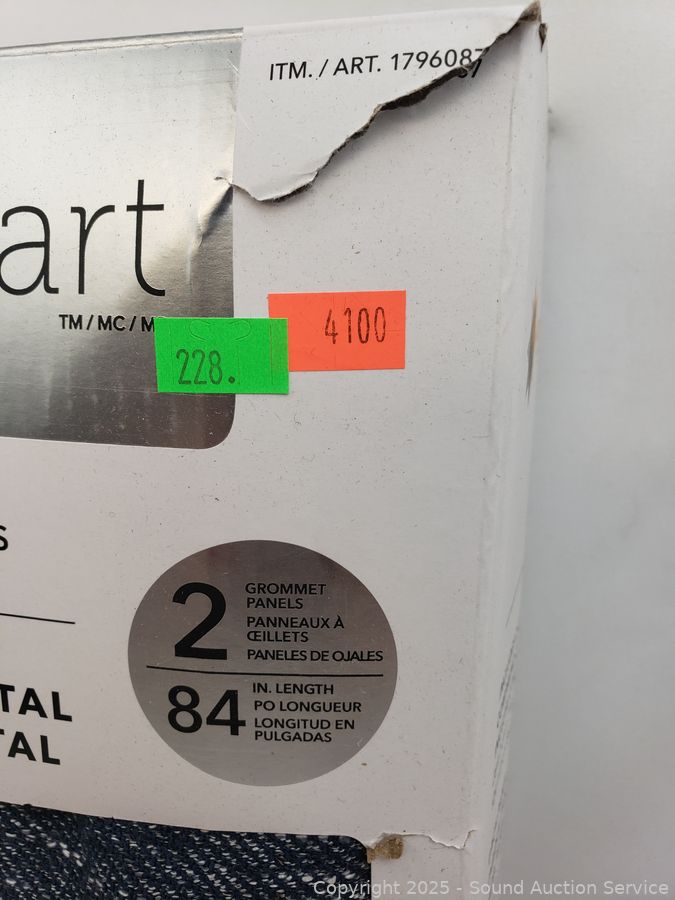 ITM. / ART. 1796087
art
TM / MC / M
4100
228.
S
2
GROMMET
PANELS
PANNEAUX À
ŒILLETS
PANELES DE OJALES
84
IN. LENGTH
PO LONGUEUR
LONGITUD EN
PULGADAS
TAL
TAL
Copyright 2025 - Sound Auction Service